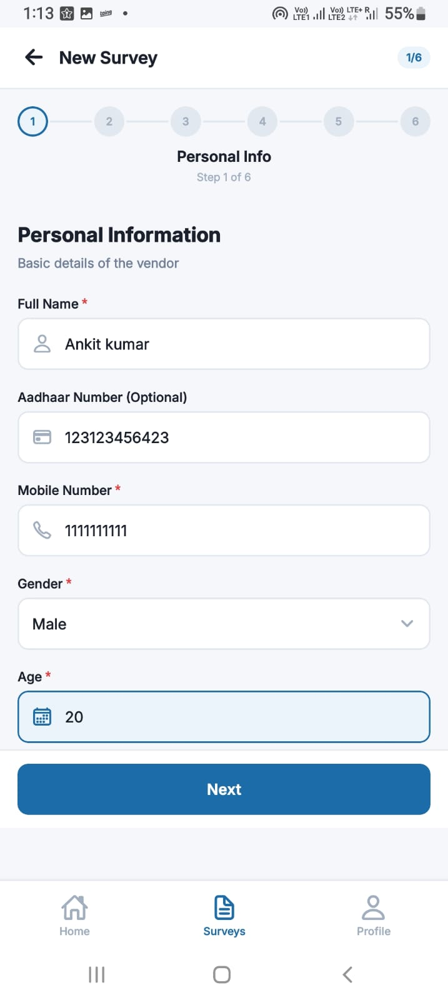 1:13
Vo)) LTE1
Vo)) LTE+ R
LTE2
55%
New Survey
1/6
1 2 3 4 5 6
Personal Info
Step 1 of 6
Personal Information
Basic details of the vendor
Full Name *
Ankit kumar
Aadhaar Number (Optional)
123123456423
Mobile Number *
1111111111
Gender *
Male
Age *
20
Next
Home Surveys Profile